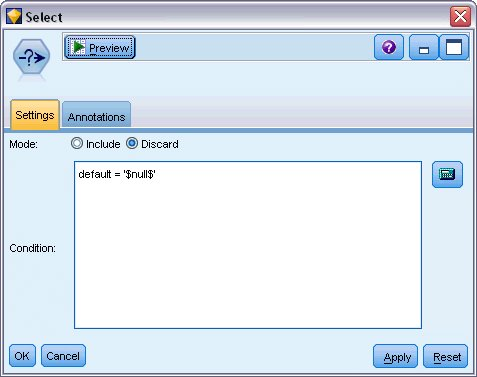 Select
Preview
Settings Annotations
Mode: Include Discard
default = '$null$'
Condition:
OK Cancel Apply Reset